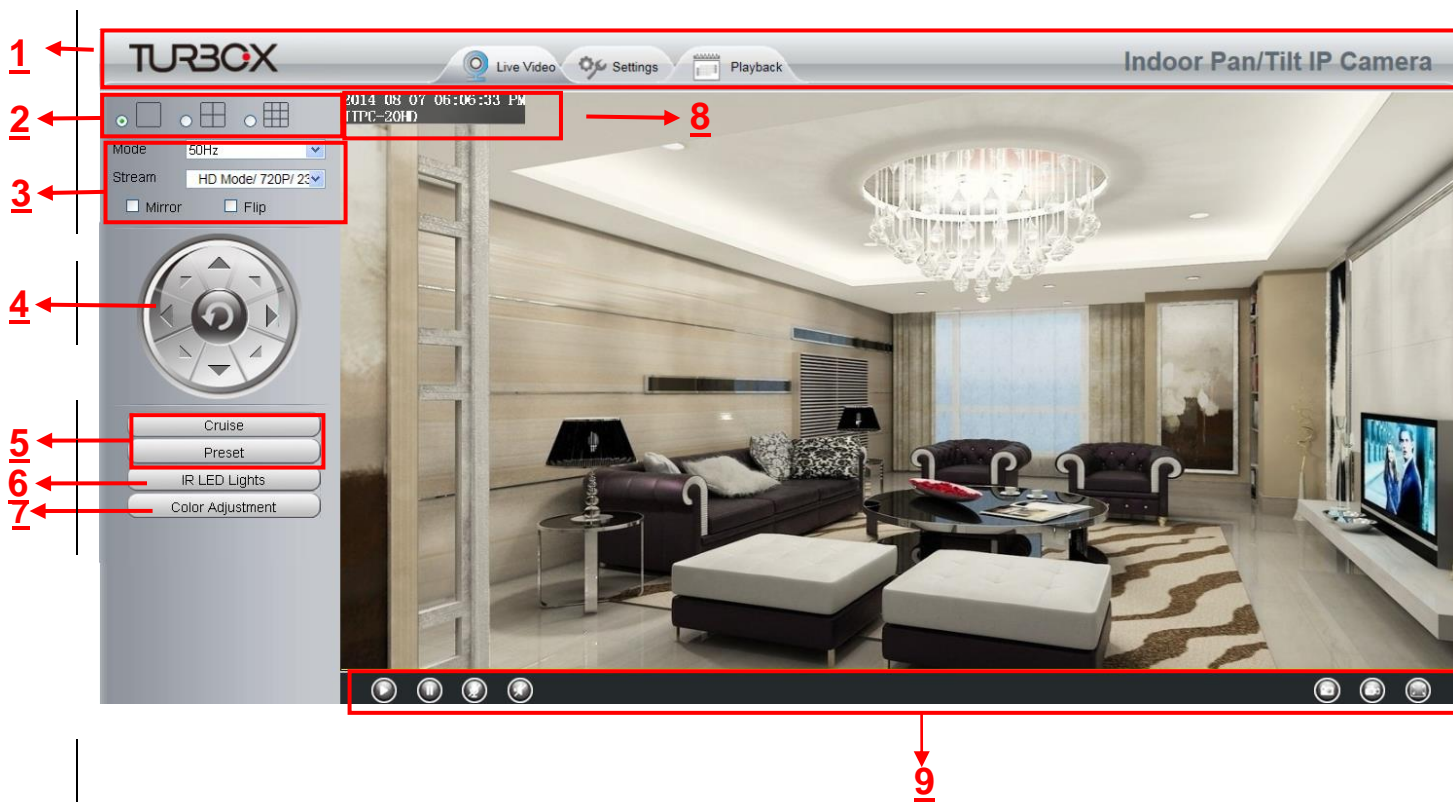 1
TURBOX
Live Video
Settings
Playback
Indoor Pan/Tilt IP Camera
2
2014 08 07 06:06:33 PM
TTPC-20HD
8
3
Mode
50Hz
Stream
HD Mode/ 720P/ 23
Mirror
Flip
4
5
Cruise
Preset
6
IR LED Lights
7
Color Adjustment
9